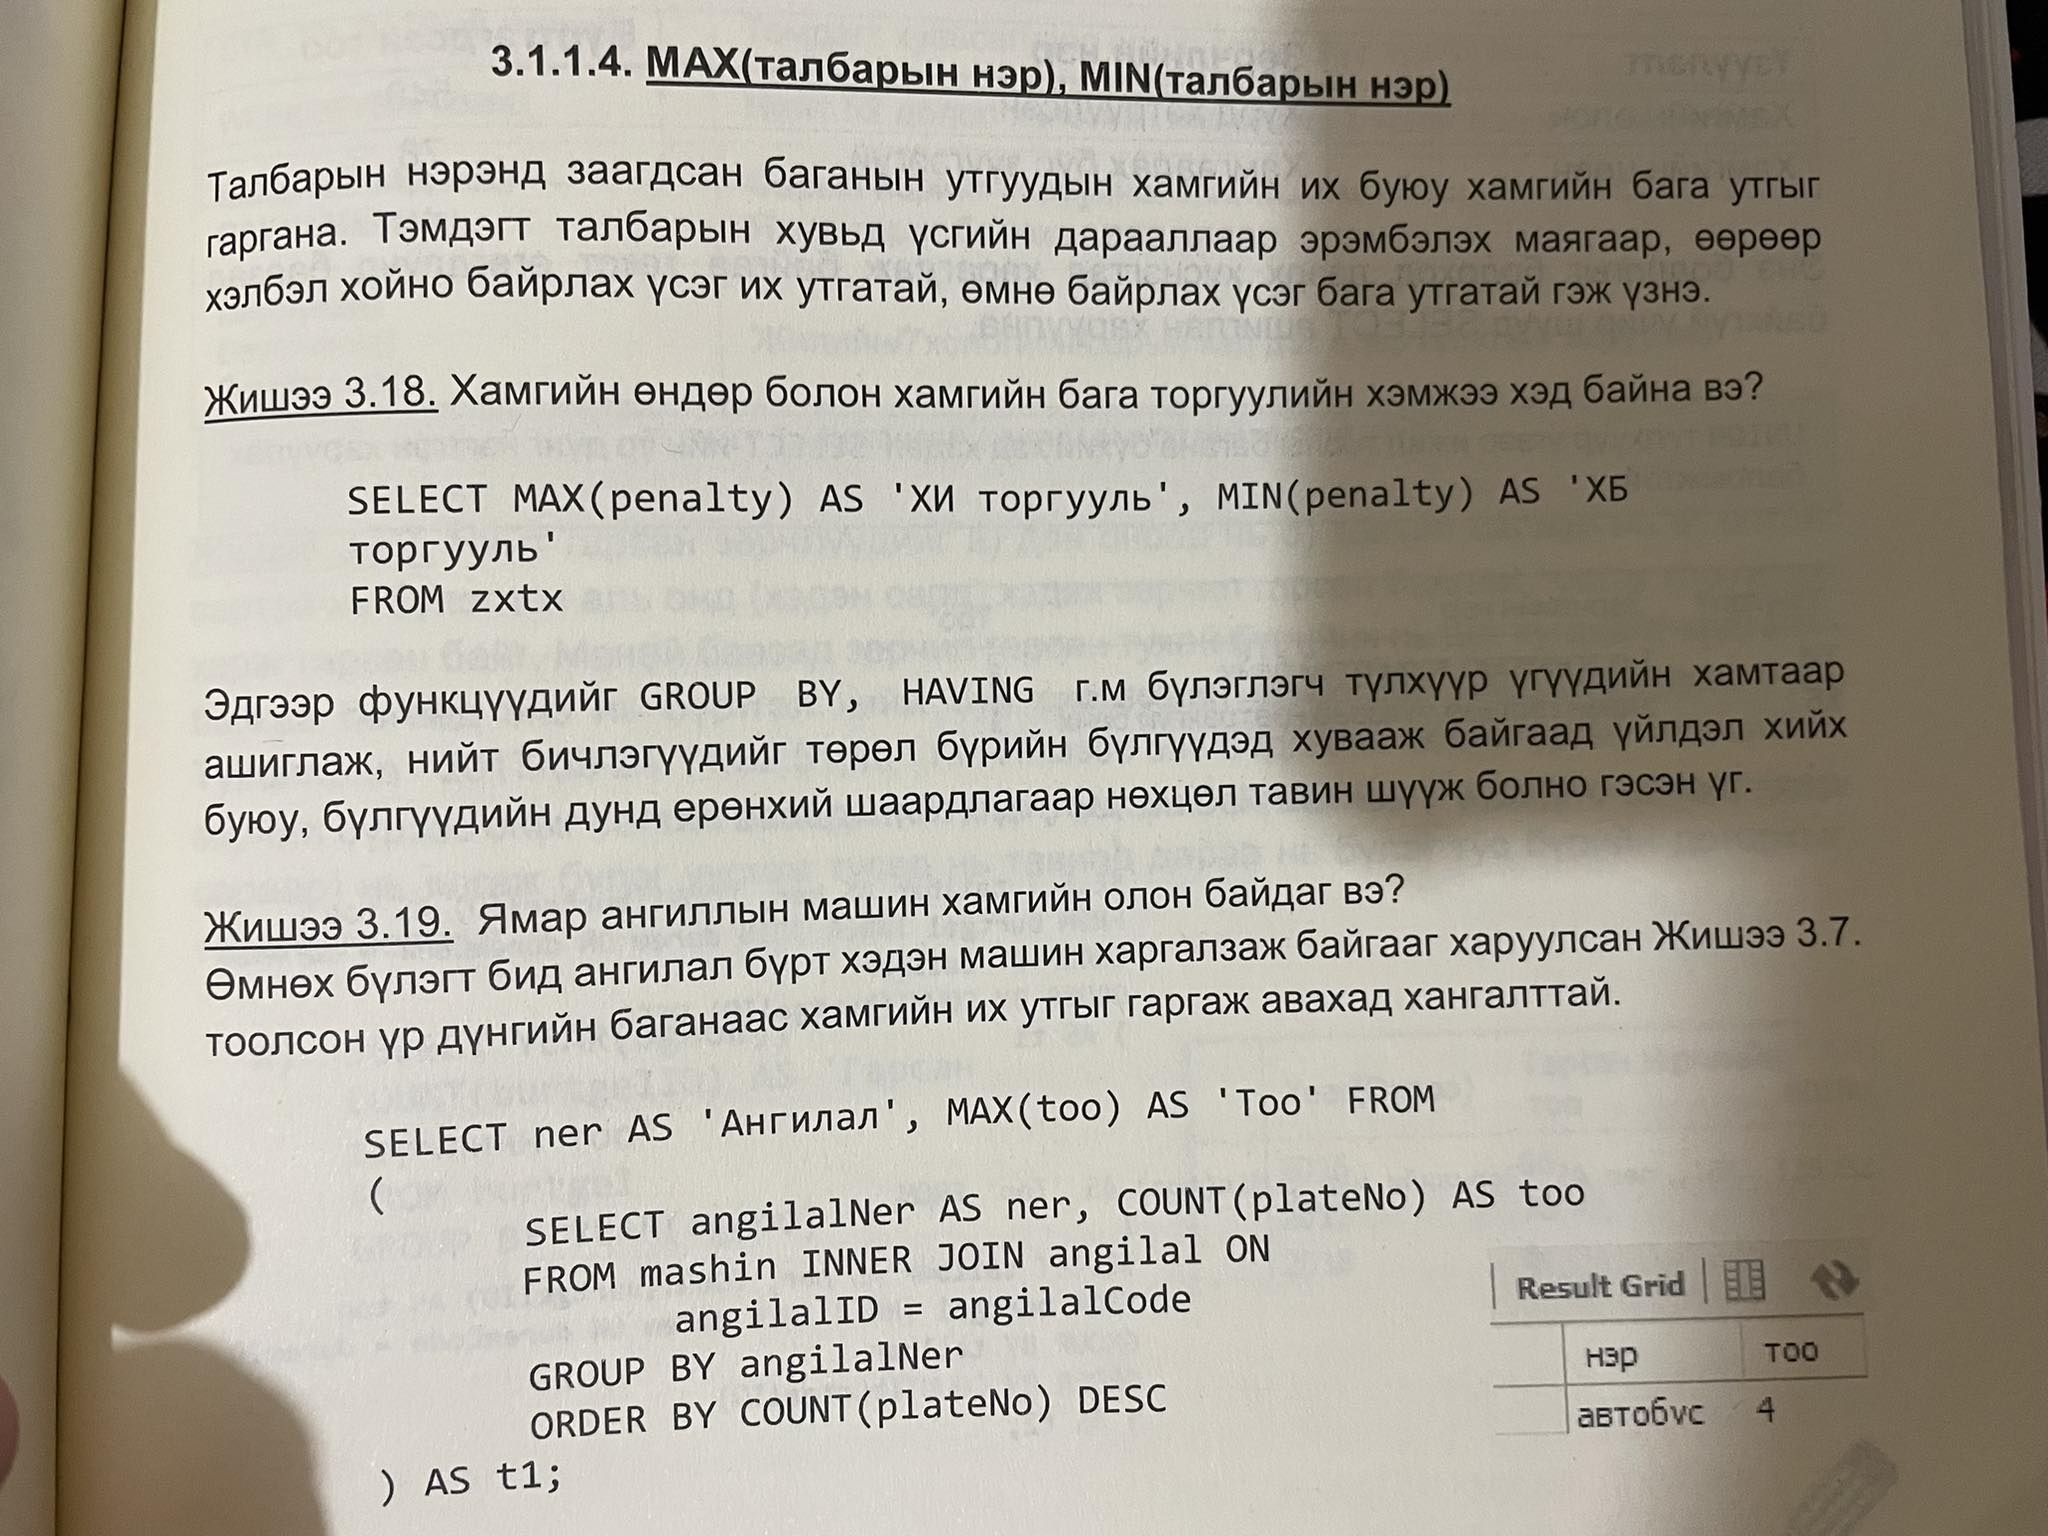 3.1.1.4. MAX(талбарын нэр), MIN(талбарын нэр)
Талбарын нэрэнд заагдсан баганын утгуудын хамгийн их буюу хамгийн бага утгыг
гаргана. Тэмдэгт талбарын хувьд үсгийн дарааллаар эрэмбэлэх маягаар, өөрөөр
хэлбэл хойно байрлах үсэг их утгатай, өмнө байрлах үсэг бага утгатай гэж үзнэ.
Жишээ 3.18. Хамгийн өндөр болон хамгийн бага торгуулийн хэмжээ хэд байна вэ?
SELECT MAX(penalty) AS 'ХИ торгууль', MIN(penalty) AS 'ХБ
торгууль'
FROM zxtx
Эдгээр функцүүдийг GROUP BY, HAVING г.м бүлэглэгч түлхүүр үгүүдийн хамтаар
ашиглаж, нийт бичлэгүүдийг төрөл бүрийн бүлгүүдэд хувааж байгаад үйлдэл хийх
буюу, бүлгүүдийн дунд ерөнхий шаардлагаар нөхцөл тавин шүүж болно гэсэн үг.
Жишээ 3.19. Ямар ангиллын машин хамгийн олон байдаг вэ?
Өмнөх бүлэгт бид ангилал бүрт хэдэн машин харгалзаж байгааг харуулсан Жишээ 3.7.
тоолсон үр дүнгийн баганаас хамгийн их утгыг гаргаж авахад хангалттай.
SELECT ner AS 'Ангилал', MAX(too) AS 'Тоо' FROM
(
SELECT angilalNer AS ner, COUNT(plateNo) AS too
FROM mashin INNER JOIN angilal ON
angilalID = angilalCode
GROUP BY angilalNer
ORDER BY COUNT(plateNo) DESC
) AS t1;
Result Grid
нэр тоо
автобус 4